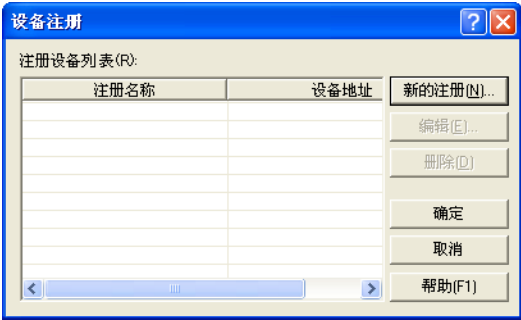 设备注册
注册设备列表(R):
注册名称 设备地址
新的注册(N)...
编辑(E)...
删除(D)
确定
取消
帮助(F1)